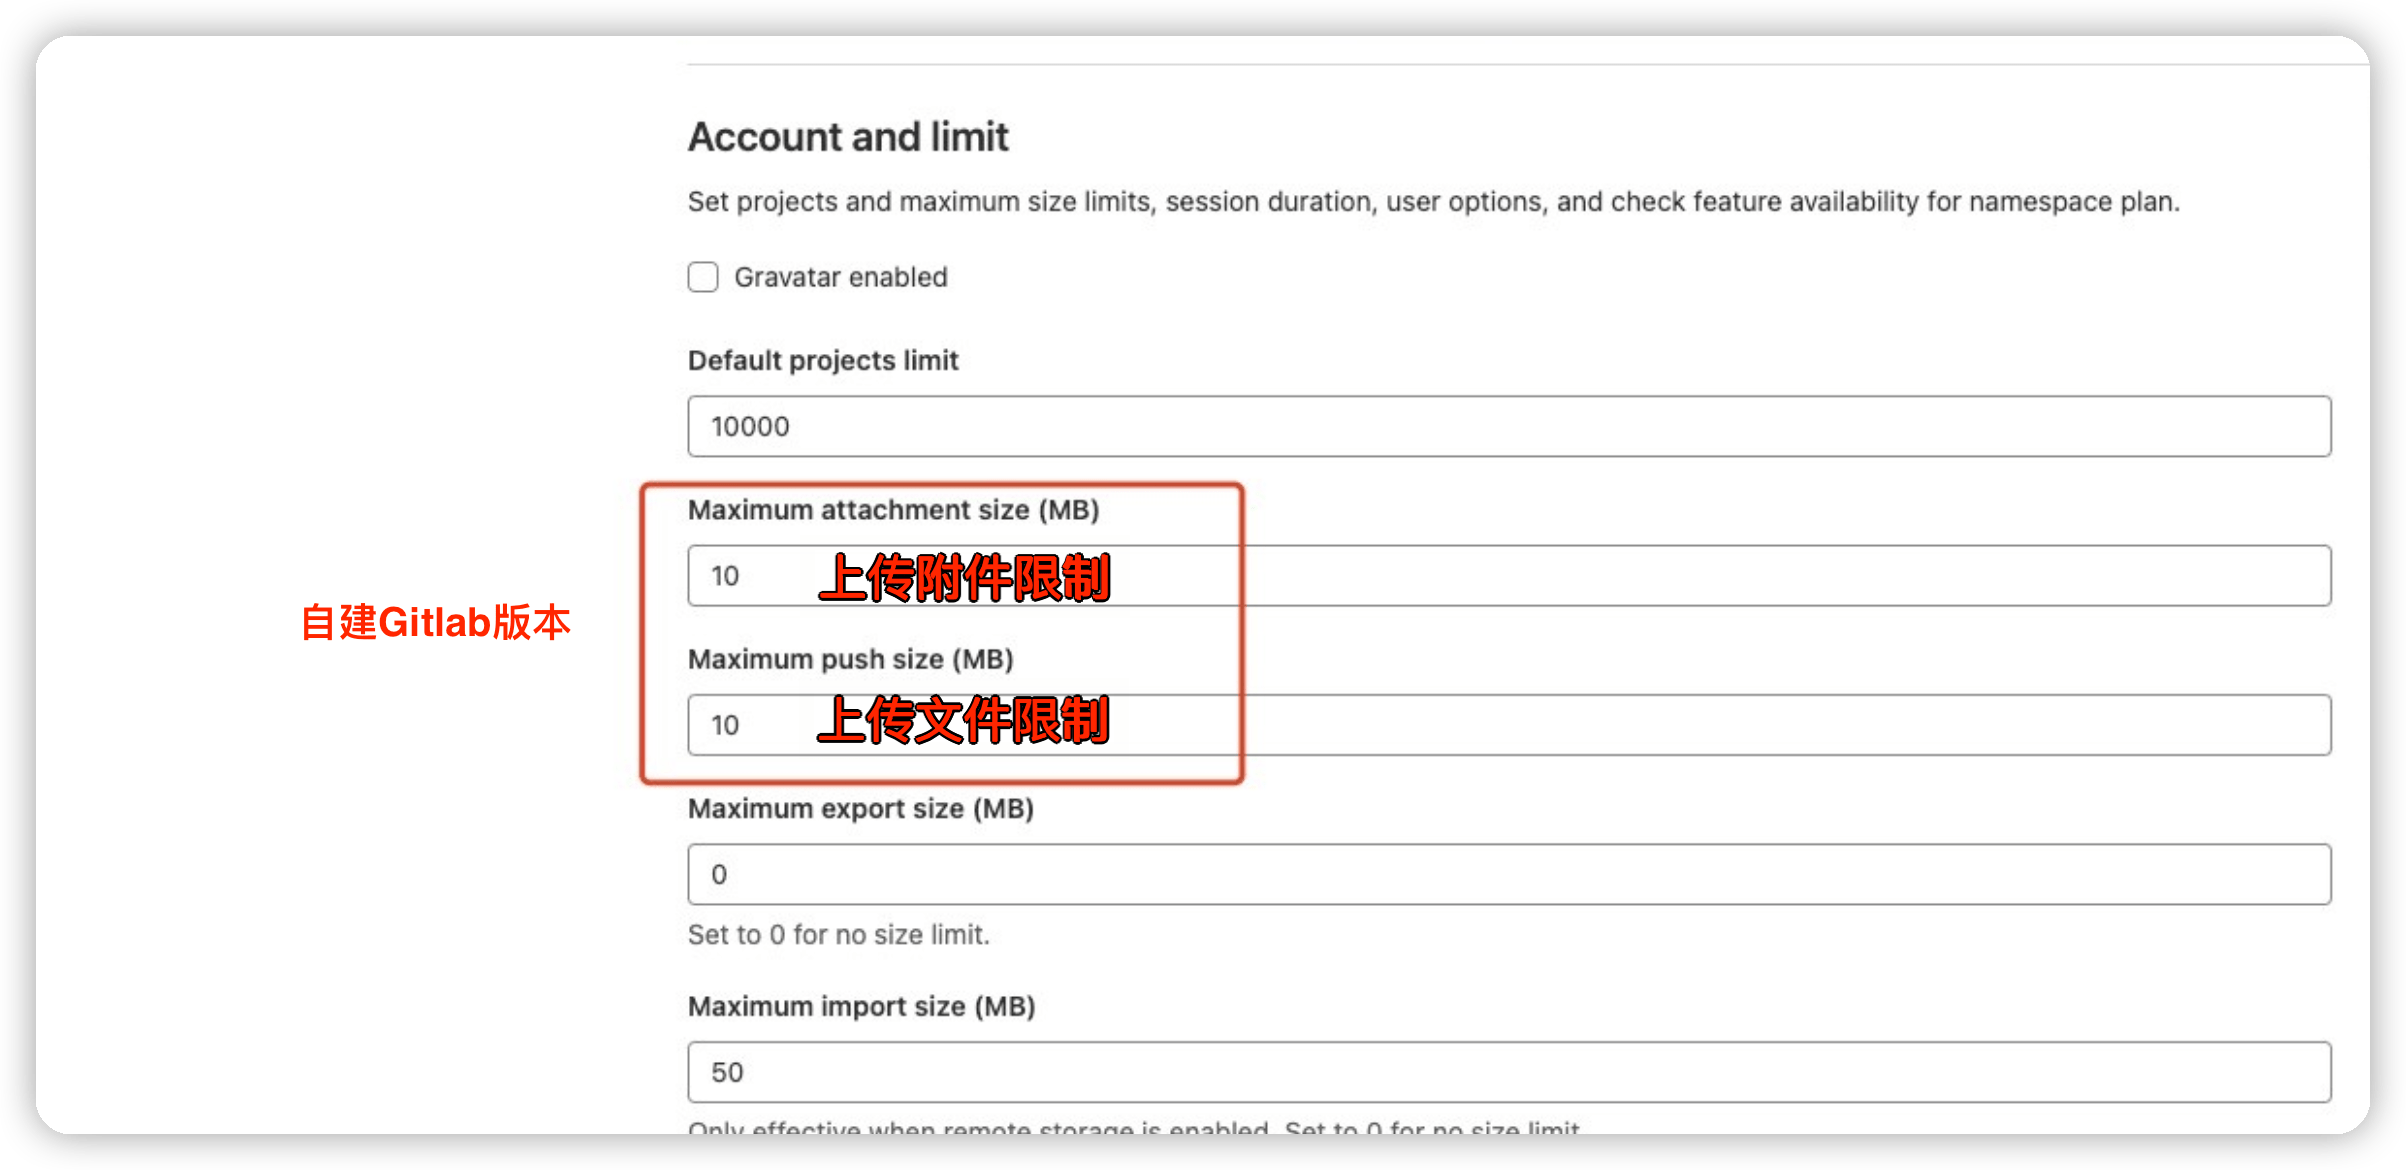 Account and limit
Set projects and maximum size limits, session duration, user options, and check feature availability for namespace plan.
Gravatar enabled
Default projects limit
10000
Maximum attachment size (MB)
10 上传附件限制
自建Gitlab版本
Maximum push size (MB)
10 上传文件限制
Maximum export size (MB)
0
Set to 0 for no size limit.
Maximum import size (MB)
50
Only effective when remote storage is enabled. Set to 0 for no size limit.